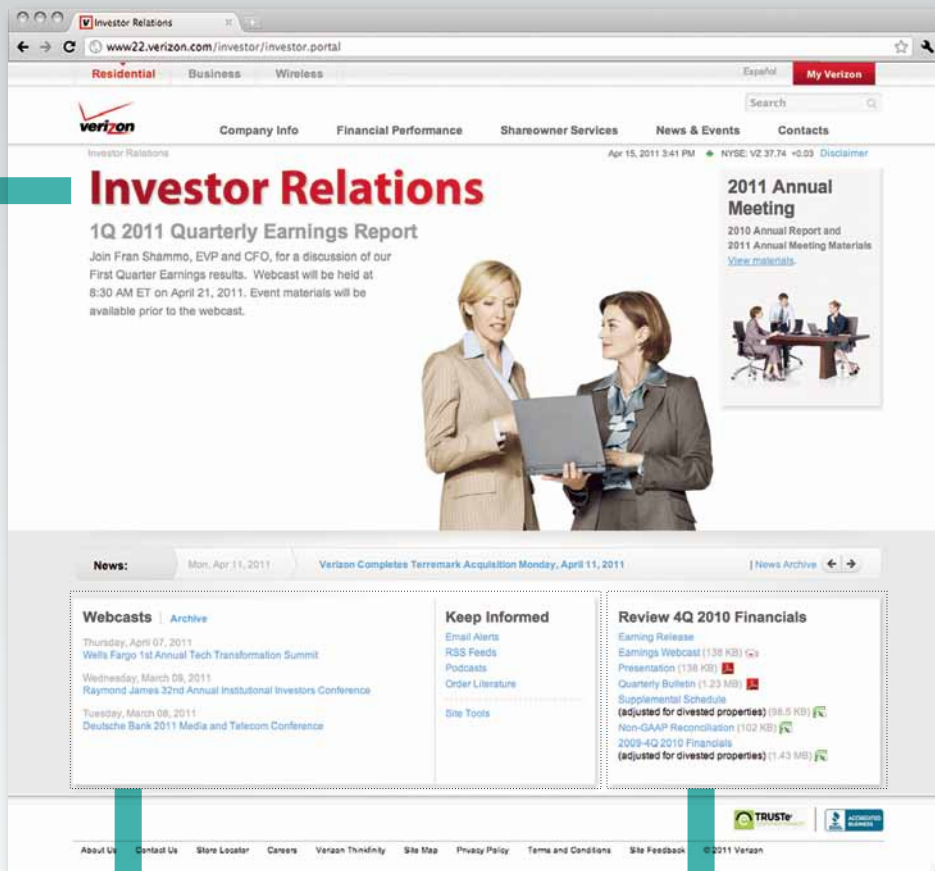 Investor Relations
www22.verizon.com/investor/investor.portal
Residential Business Wireless Español My Verizon
Search
verizon
Company Info Financial Performance Shareowner Services News & Events Contacts
Investor Relations Apr 15, 2011 3:41 PM NYSE: VZ 37.74 +0.03 Disclaimer
Investor Relations
1Q 2011 Quarterly Earnings Report
Join Fran Shammo, EVP and CFO, for a discussion of our
First Quarter Earnings results. Webcast will be held at
8:30 AM ET on April 21, 2011. Event materials will be
available prior to the webcast.
2011 Annual
Meeting
2010 Annual Report and
2011 Annual Meeting Materials
View materials.
News: Mon, Apr 11, 2011 Verizon Completes Terremark Acquisition Monday, April 11, 2011 | News Archive
Webcasts | Archive
Thursday, April 07, 2011
Wells Fargo 1st Annual Tech Transformation Summit
Wednesday, March 09, 2011
Raymond James 32nd Annual Institutional Investors Conference
Tuesday, March 08, 2011
Deutsche Bank 2011 Media and Telecom Conference
Keep Informed
Email Alerts
RSS Feeds
Podcasts
Order Literature
Site Tools
Review 4Q 2010 Financials
Earning Release
Earnings Webcast (138 KB)
Presentation (138 KB)
Quarterly Bulletin (1.23 MB)
Supplemental Schedule
(adjusted for divested properties) (98.5 KB)
Non-GAAP Reconciliation (102 KB)
2009-4Q 2010 Financials
(adjusted for divested properties) (1.43 MB)
TRUSTe
ACCREDITED
BUSINESS
About Us Contact Us Store Locator Careers Verizon Thinkfinity Site Map Privacy Policy Terms and Conditions Site Feedback © 2011 Verizon